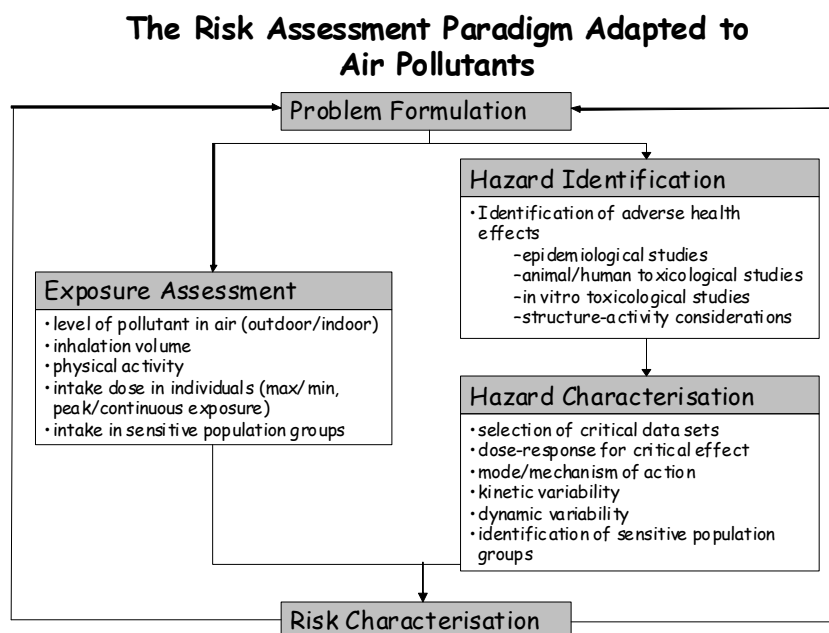 The Risk Assessment Paradigm Adapted to
Air Pollutants
Problem Formulation
Hazard Identification
•Identification of adverse health
effects
–epidemiological studies
–animal/human toxicological studies
–in vitro toxicological studies
–structure-activity considerations
Exposure Assessment
•level of pollutant in air (outdoor/indoor)
•inhalation volume
•physical activity
•intake dose in individuals (max/min,
peak/continuous exposure)
•intake in sensitive population groups
Hazard Characterisation
•selection of critical data sets
•dose-response for critical effect
•mode/mechanism of action
•kinetic variability
•dynamic variability
•identification of sensitive population
groups
Risk Characterisation